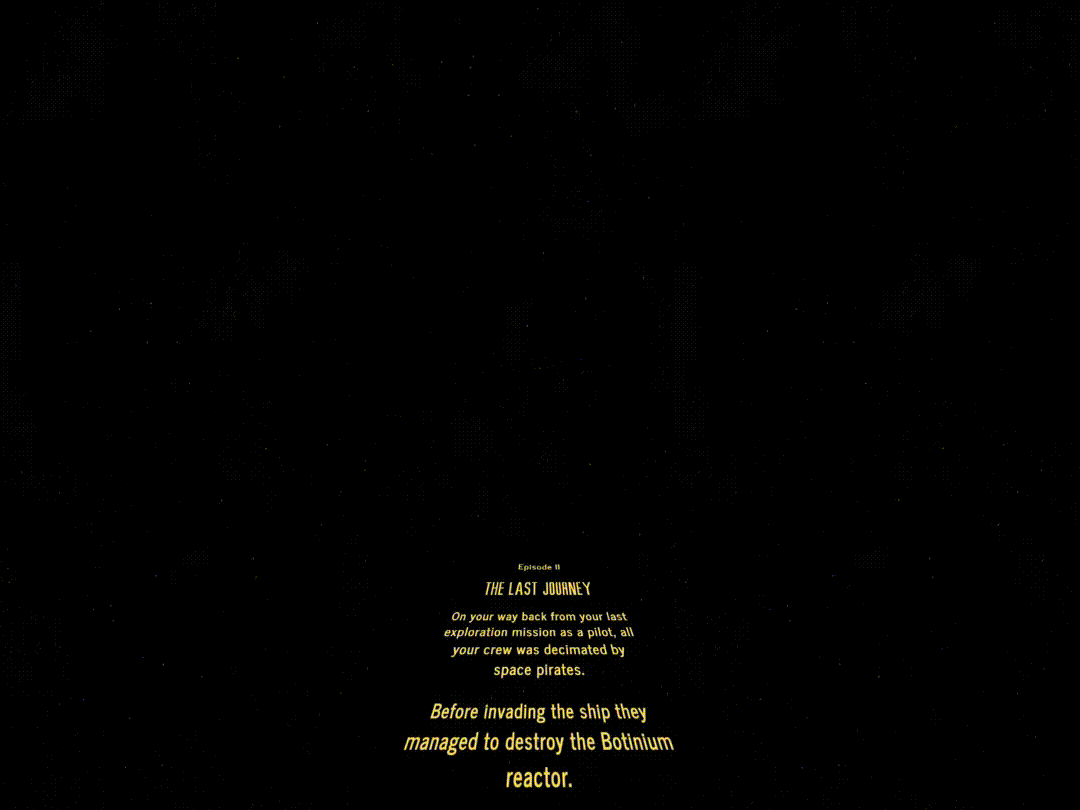 Episode II
THE LAST JOURNEY
On your way back from your last
exploration mission as a pilot, all
your crew was decimated by
space pirates.
Before invading the ship they
managed to destroy the Botinium
reactor.